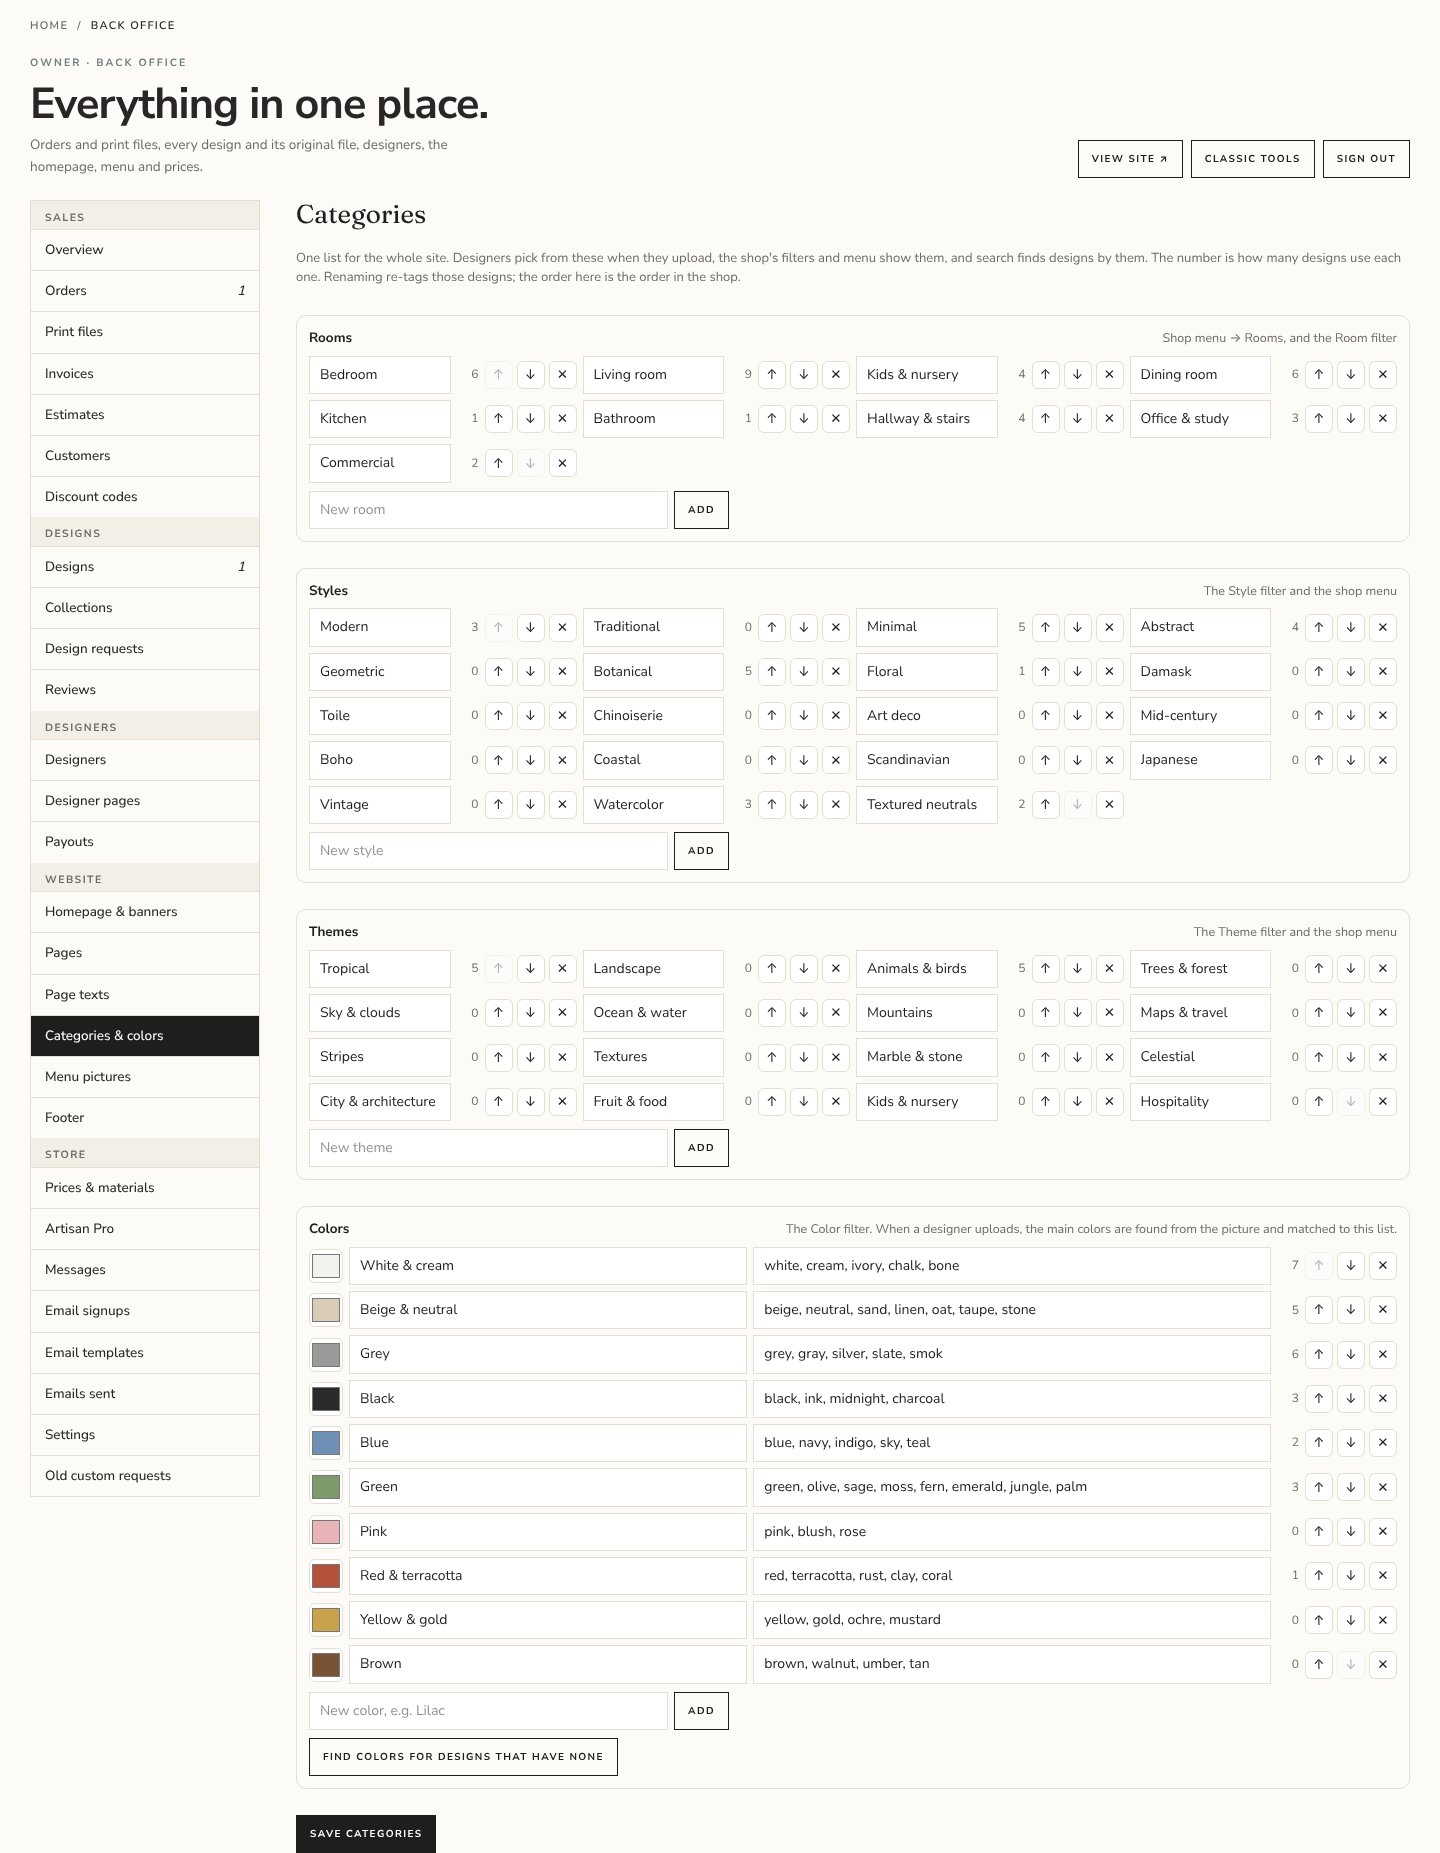 HOME / BACK OFFICE
OWNER · BACK OFFICE
Everything in one place.
Orders and print files, every design and its original file, designers, the
homepage, menu and prices.
VIEW SITE ↗ CLASSIC TOOLS SIGN OUT
SALES
Overview
Orders 1
Print files
Invoices
Estimates
Customers
Discount codes
DESIGNS
Designs 1
Collections
Design requests
Reviews
DESIGNERS
Designers
Designer pages
Payouts
WEBSITE
Homepage & banners
Pages
Page texts
Categories & colors
Menu pictures
Footer
STORE
Prices & materials
Artisan Pro
Messages
Email signups
Email templates
Emails sent
Settings
Old custom requests
Categories
One list for the whole site. Designers pick from these when they upload, the shop's filters and menu show them, and search finds designs by them. The number is how many designs use each
one. Renaming re-tags those designs; the order here is the order in the shop.
Rooms Shop menu → Rooms, and the Room filter
Bedroom 6 ↑ ↓ × Living room 9 ↑ ↓ × Kids & nursery 4 ↑ ↓ × Dining room 6 ↑ ↓ ×
Kitchen 1 ↑ ↓ × Bathroom 1 ↑ ↓ × Hallway & stairs 4 ↑ ↓ × Office & study 3 ↑ ↓ ×
Commercial 2 ↑ ↓ ×
New room ADD
Styles The Style filter and the shop menu
Modern 3 ↑ ↓ × Traditional 0 ↑ ↓ × Minimal 5 ↑ ↓ × Abstract 4 ↑ ↓ ×
Geometric 0 ↑ ↓ × Botanical 5 ↑ ↓ × Floral 1 ↑ ↓ × Damask 0 ↑ ↓ ×
Toile 0 ↑ ↓ × Chinoiserie 0 ↑ ↓ × Art deco 0 ↑ ↓ × Mid-century 0 ↑ ↓ ×
Boho 0 ↑ ↓ × Coastal 0 ↑ ↓ × Scandinavian 0 ↑ ↓ × Japanese 0 ↑ ↓ ×
Vintage 0 ↑ ↓ × Watercolor 3 ↑ ↓ × Textured neutrals 2 ↑ ↓ ×
New style ADD
Themes The Theme filter and the shop menu
Tropical 5 ↑ ↓ × Landscape 0 ↑ ↓ × Animals & birds 5 ↑ ↓ × Trees & forest 0 ↑ ↓ ×
Sky & clouds 0 ↑ ↓ × Ocean & water 0 ↑ ↓ × Mountains 0 ↑ ↓ × Maps & travel 0 ↑ ↓ ×
Stripes 0 ↑ ↓ × Textures 0 ↑ ↓ × Marble & stone 0 ↑ ↓ × Celestial 0 ↑ ↓ ×
City & architecture 0 ↑ ↓ × Fruit & food 0 ↑ ↓ × Kids & nursery 0 ↑ ↓ × Hospitality 0 ↑ ↓ ×
New theme ADD
Colors The Color filter. When a designer uploads, the main colors are found from the picture and matched to this list.
White & cream white, cream, ivory, chalk, bone 7 ↑ ↓ ×
Beige & neutral beige, neutral, sand, linen, oat, taupe, stone 5 ↑ ↓ ×
Grey grey, gray, silver, slate, smok 6 ↑ ↓ ×
Black black, ink, midnight, charcoal 3 ↑ ↓ ×
Blue blue, navy, indigo, sky, teal 2 ↑ ↓ ×
Green green, olive, sage, moss, fern, emerald, jungle, palm 3 ↑ ↓ ×
Pink pink, blush, rose 0 ↑ ↓ ×
Red & terracotta red, terracotta, rust, clay, coral 1 ↑ ↓ ×
Yellow & gold yellow, gold, ochre, mustard 0 ↑ ↓ ×
Brown brown, walnut, umber, tan 0 ↑ ↓ ×
New color, e.g. Lilac ADD
FIND COLORS FOR DESIGNS THAT HAVE NONE
SAVE CATEGORIES